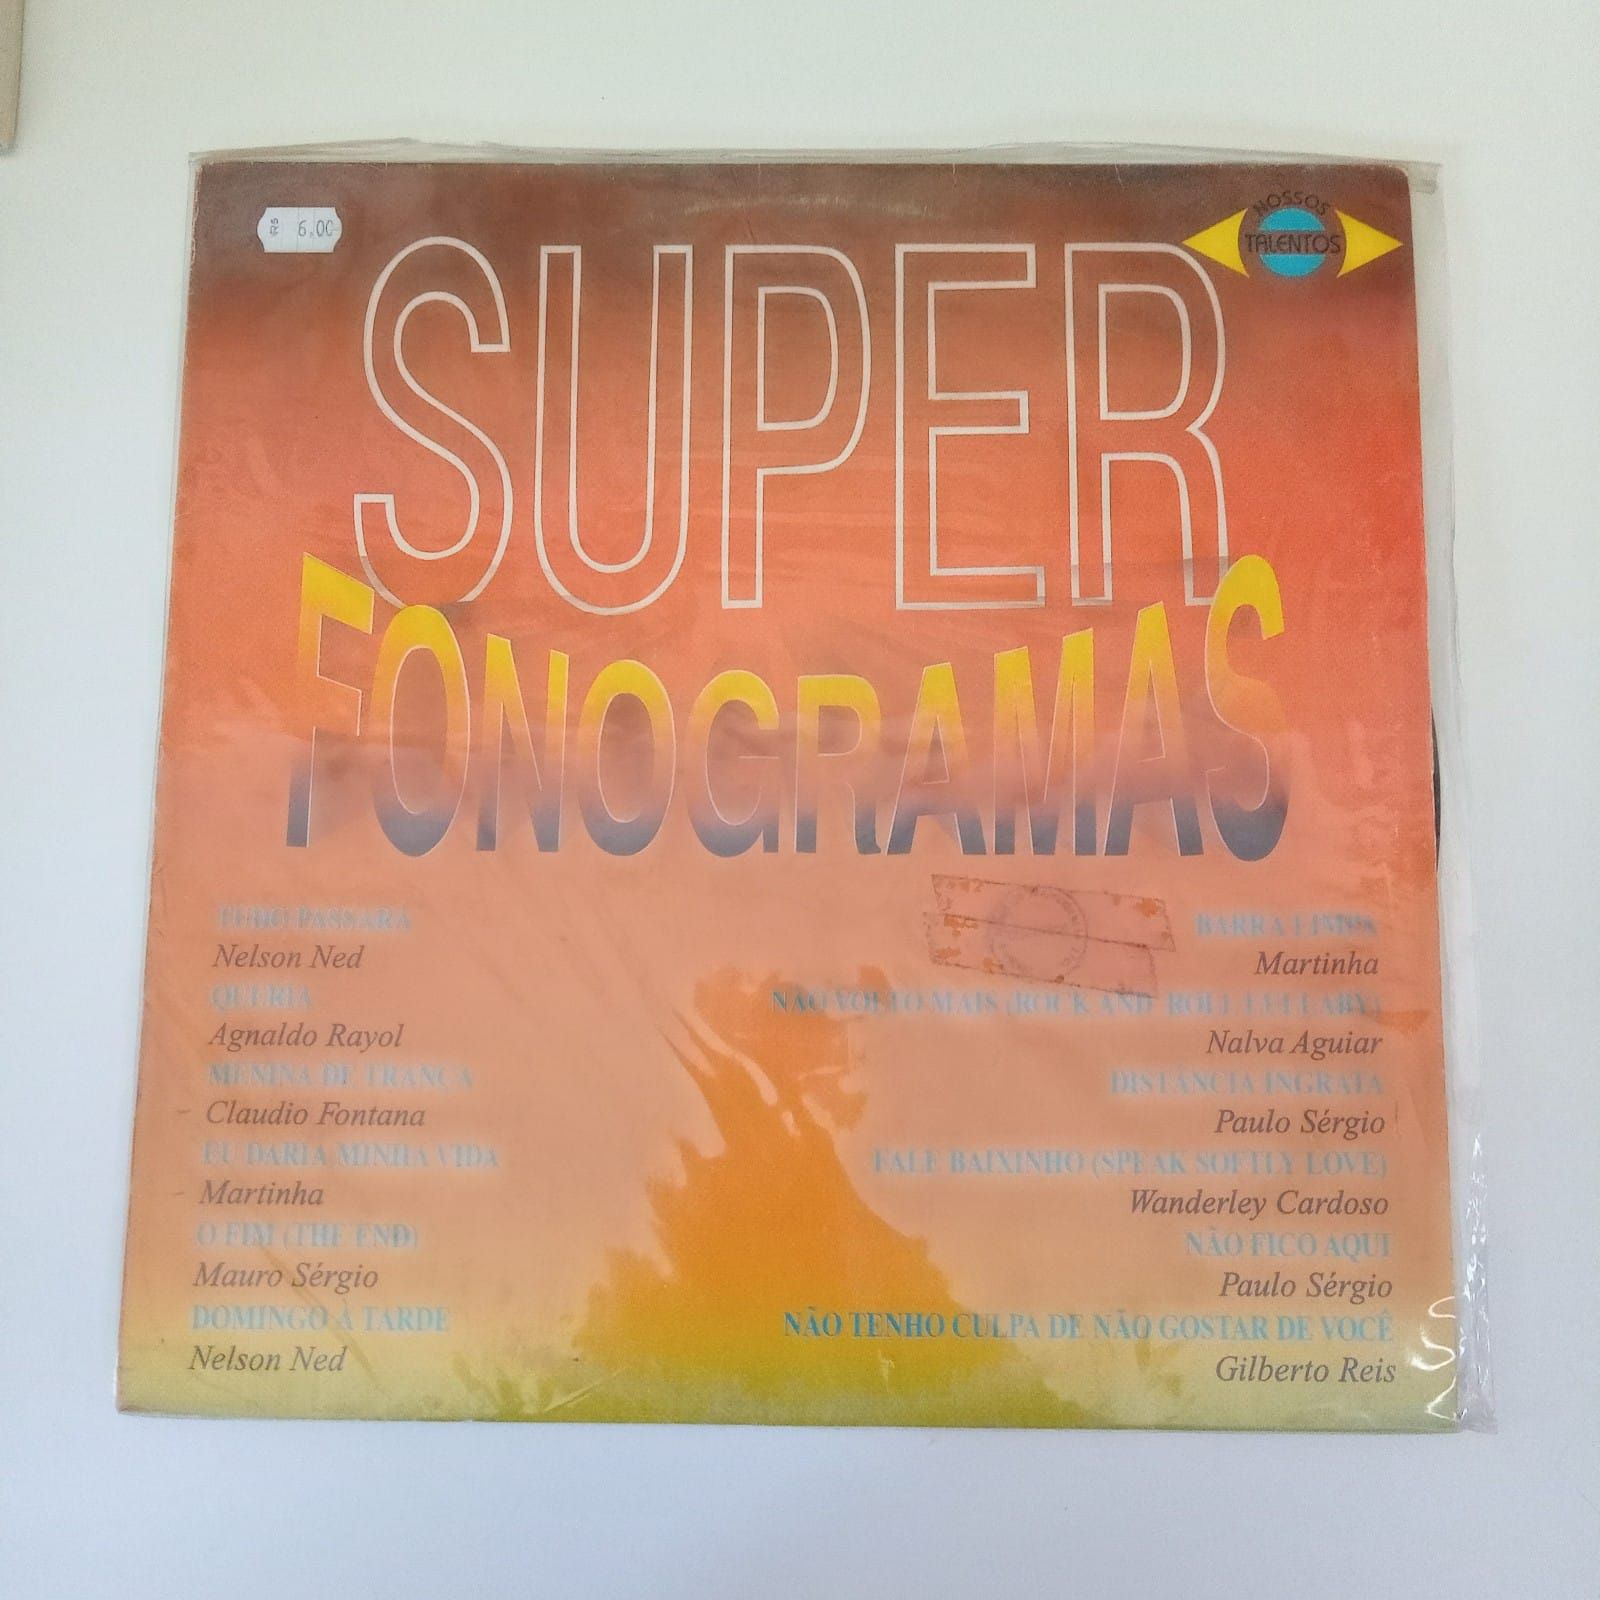 R$ 6,00
NOSSOS
TALENTOS
SUPER
FONOGRAMAS
TUDO PASSARÁ
Nelson Ned
QUERIA
Agnaldo Rayol
MENINA DE TRANÇA
Claudio Fontana
EU DARIA MINHA VIDA
Martinha
O FIM (THE END)
Mauro Sérgio
DOMINGO À TARDE
Nelson Ned
BARRA LIMPA
Martinha
NÃO VOLTO MAIS (ROCK AND ROLL LULLABY)
Nalva Aguiar
DISTÂNCIA INGRATA
Paulo Sérgio
FALE BAIXINHO (SPEAK SOFTLY LOVE)
Wanderley Cardoso
NÃO FICO AQUI
Paulo Sérgio
NÃO TENHO CULPA DE NÃO GOSTAR DE VOCÊ
Gilberto Reis